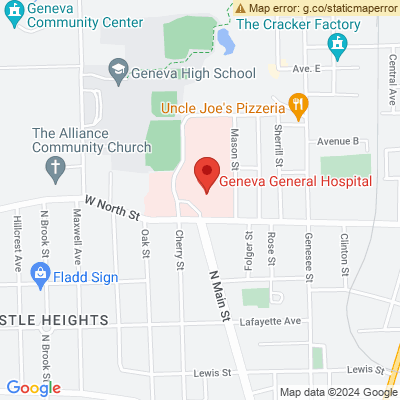 Geneva
Community Center
Map error: g.co/staticmaperror
The Cracker Factory
Geneva High School
Ave. E
Central Ave
Uncle Joe's Pizzeria
Mason St
Sherrill St
Avenue B
The Alliance
Community Church
Geneva General Hospital
W North St
Hillcrest Ave
N Brook St
Maxwell Ave
Oak St
Cherry St
N Main St
Folger St
Rose St
Genesee St
Clinton St
Fladd Sign
STLE HEIGHTS
Lafayette Ave
N Brook St
Lewis St
Lewis St
Google
Map data ©2024 Google